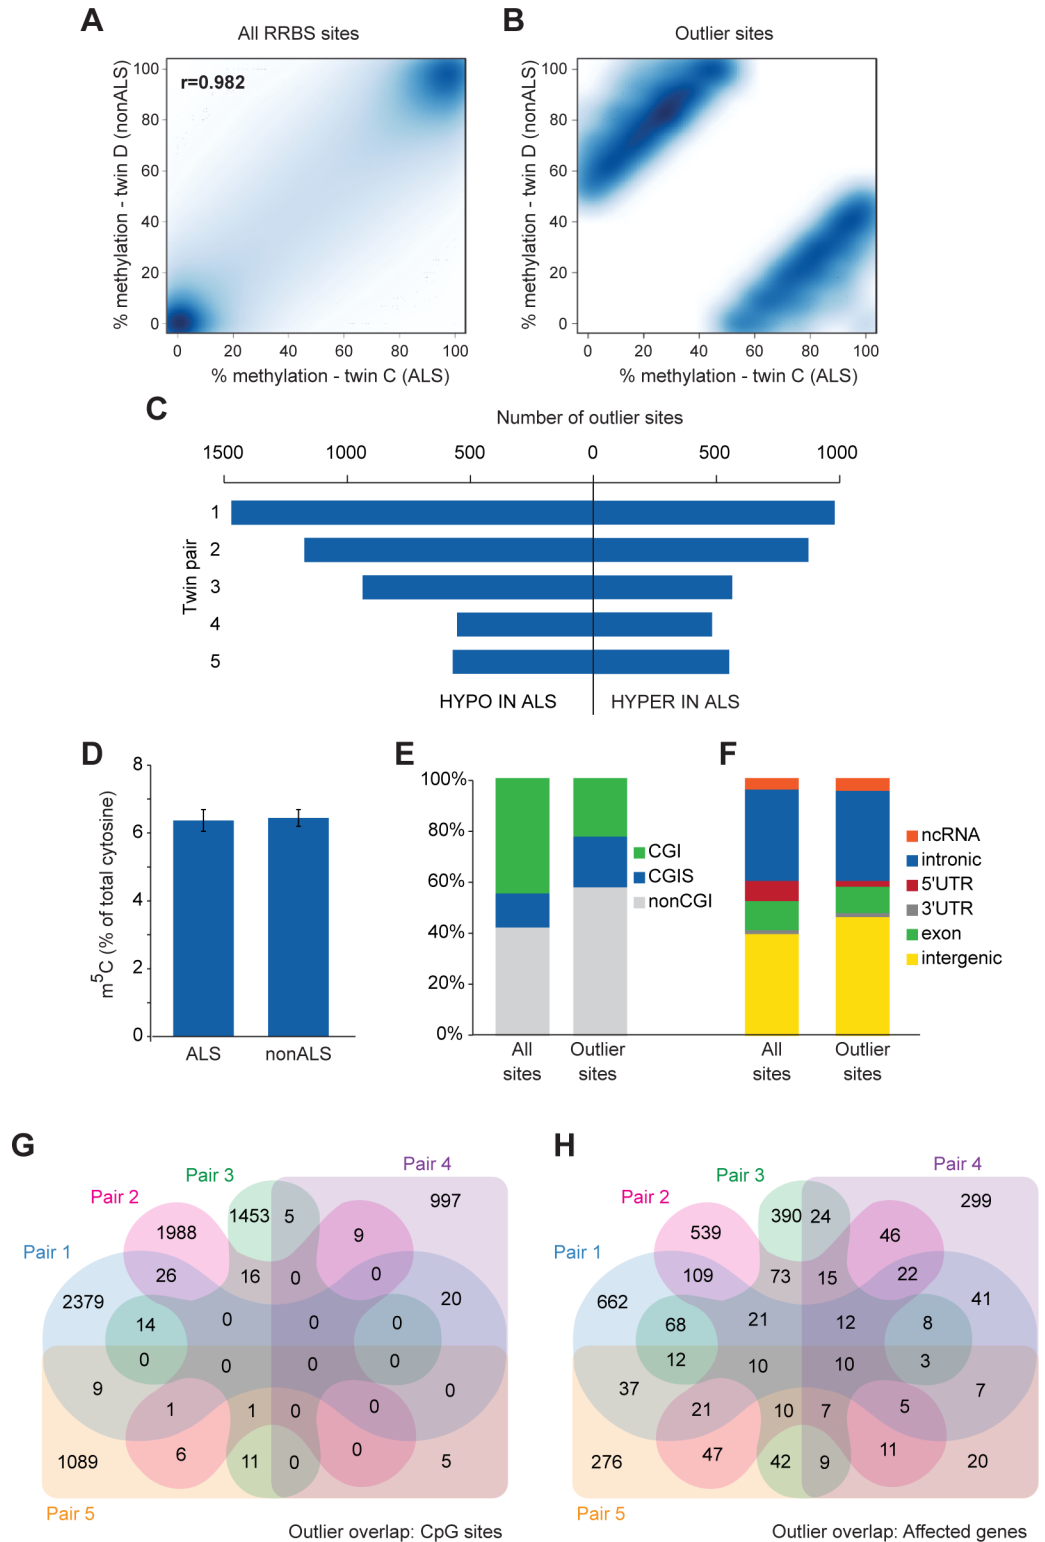 A
All RRBS sites
r=0.982
% methylation - twin D (nonALS)
100
80
60
40
20
0
0 20 40 60 80 100
% methylation - twin C (ALS)
B
Outlier sites
% methylation - twin D (nonALS)
100
80
60
40
20
0
0 20 40 60 80 100
% methylation - twin C (ALS)
C
Number of outlier sites
1500 1000 500 0 500 1000
Twin pair
1
2
3
4
5
HYPO IN ALS HYPER IN ALS
D
m5C (% of total cytosine)
8
6
4
2
0
ALS nonALS
E
100%
80%
60%
40%
20%
0%
CGI
CGIS
nonCGI
All sites
Outlier sites
F
ncRNA
intronic
5'UTR
3'UTR
exon
intergenic
All sites
Outlier sites
G
Pair 1
Pair 2
Pair 3
Pair 4
Pair 5
997
1453 5
1988 9
26 16 0 0
2379 20
14 0 0 0
0 0 0 0
9 0
1 1 0 0
6 11 0 0
1089 5
Outlier overlap: CpG sites
H
Pair 1
Pair 2
Pair 3
Pair 4
Pair 5
299
390 24
539 46
109 73 15 22
662 41
68 21 12 8
12 10 10 3
37 7
21 10 7 5
47 42 9 11
276 20
Outlier overlap: Affected genes